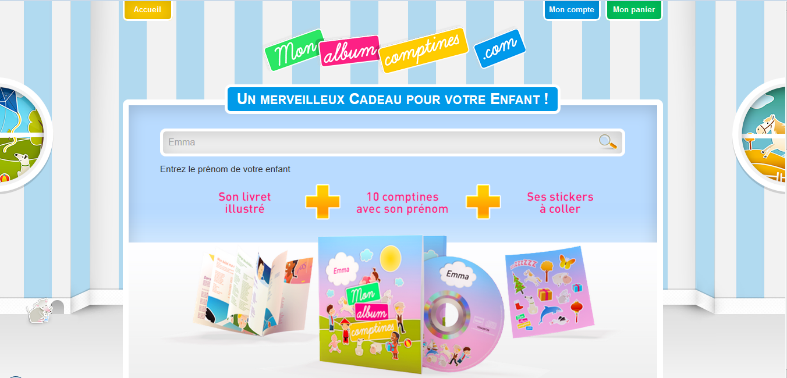 Accueil
Mon compte
Mon panier
Mon album comptines .com
UN MERVEILLEUX CADEAU POUR VOTRE ENFANT !
Emma
Entrez le prénom de votre enfant
Son livret
illustré
10 comptines
avec son prénom
Ses stickers
à coller
Emma
Mon
album
comptines
Emma